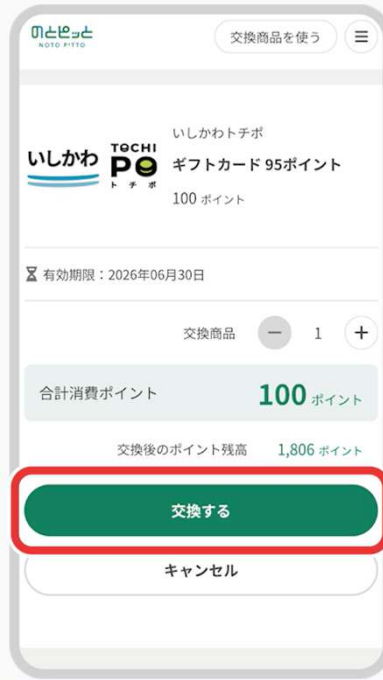 のとピっと
NOTO PITTO
交換商品を使う
いしかわ
TOCHI
PO
トチポ
いしかわトチポ
ギフトカード 95ポイント
100 ポイント
有効期限：2026年06月30日
交換商品
1
合計消費ポイント
100 ポイント
交換後のポイント残高 1,806 ポイント
交換する
キャンセル